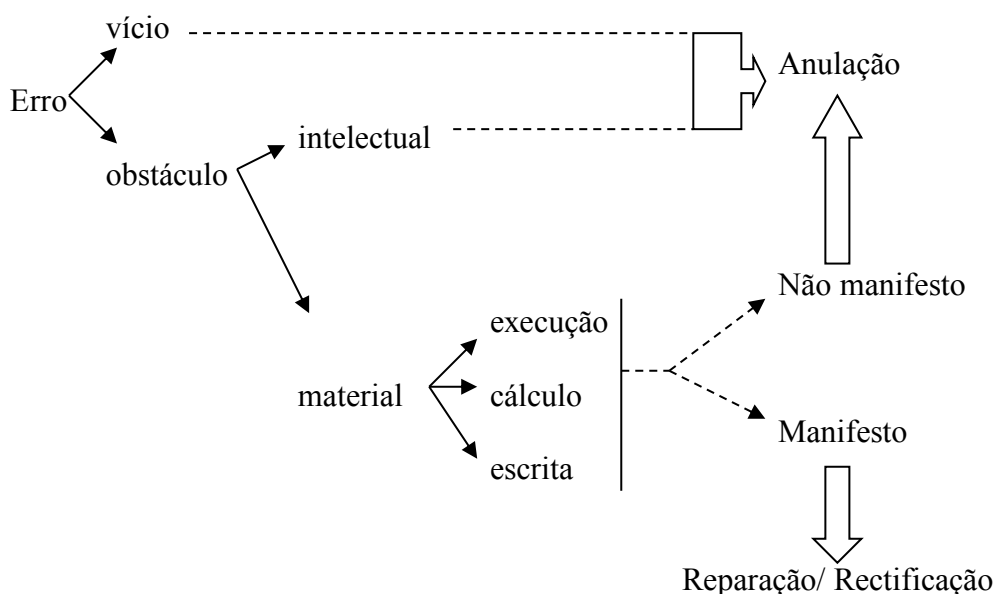 vício
Anulação
Erro
intelectual
obstáculo
Não manifesto
execução
material
cálculo
Manifesto
escrita
Reparação/ Rectificação